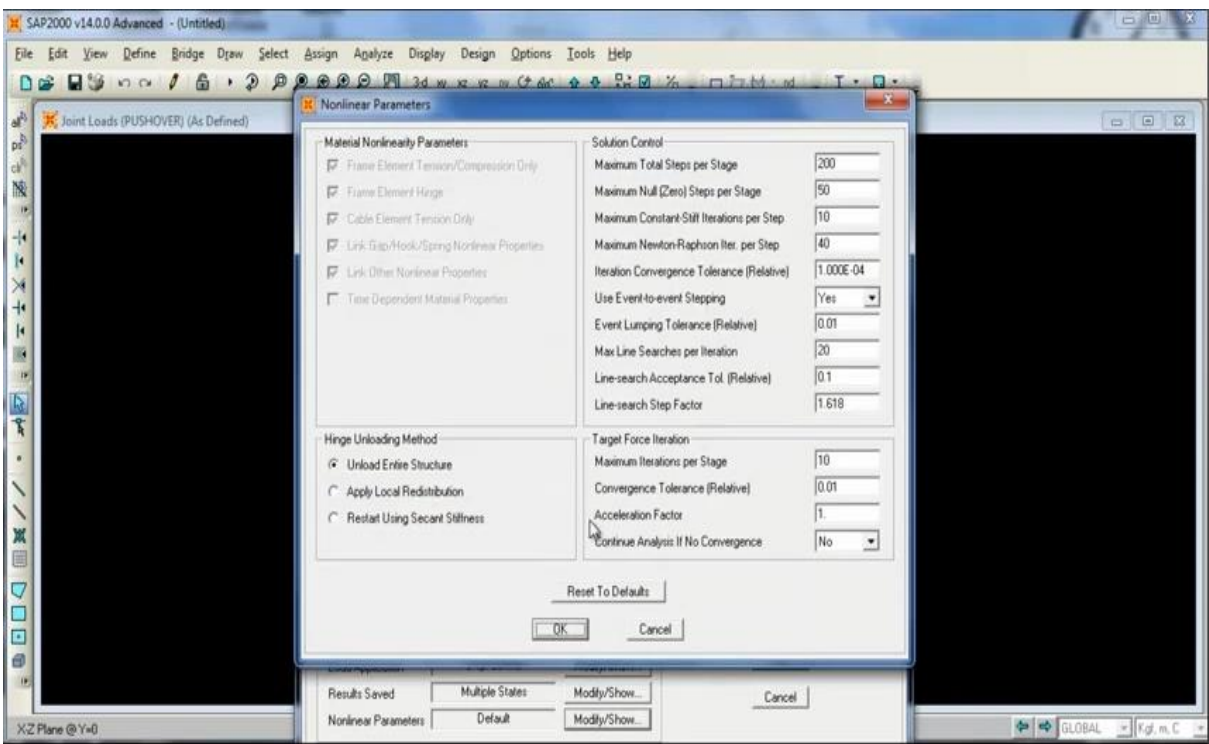 SAP2000 v14.0.0 Advanced - (Untitled)
File Edit View Define Bridge Draw Select Assign Analyze Display Design Options Tools Help
3d xy xz yz nv
Joint Loads (PUSHOVER) (As Defined)
Nonlinear Parameters
Material Nonlinearity Parameters
Frame Element Tension/Compression Only
Frame Element Hinge
Cable Element Tension Only
Link Gap/Hook/Spring Nonlinear Properties
Link Other Nonlinear Properties
Time Dependent Material Properties
Solution Control
Maximum Total Steps per Stage 200
Maximum Null (Zero) Steps per Stage 50
Maximum Constant-Stiff Iterations per Step 10
Maximum Newton-Raphson Iter. per Step 40
Iteration Convergence Tolerance (Relative) 1.000E-04
Use Event-to-event Stepping Yes
Event Lumping Tolerance (Relative) 0.01
Max Line Searches per Iteration 20
Line-search Acceptance Tol. (Relative) 0.1
Line-search Step Factor 1.618
Hinge Unloading Method
Unload Entire Structure
Apply Local Redistribution
Restart Using Secant Stiffness
Target Force Iteration
Maximum Iterations per Stage 10
Convergence Tolerance (Relative) 0.01
Acceleration Factor 1.
Continue Analysis If No Convergence No
Reset To Defaults
OK Cancel
Results Saved Multiple States Modify/Show... Cancel
Nonlinear Parameters Default Modify/Show...
X-Z Plane @ Y=0 GLOBAL Kgf, m, C